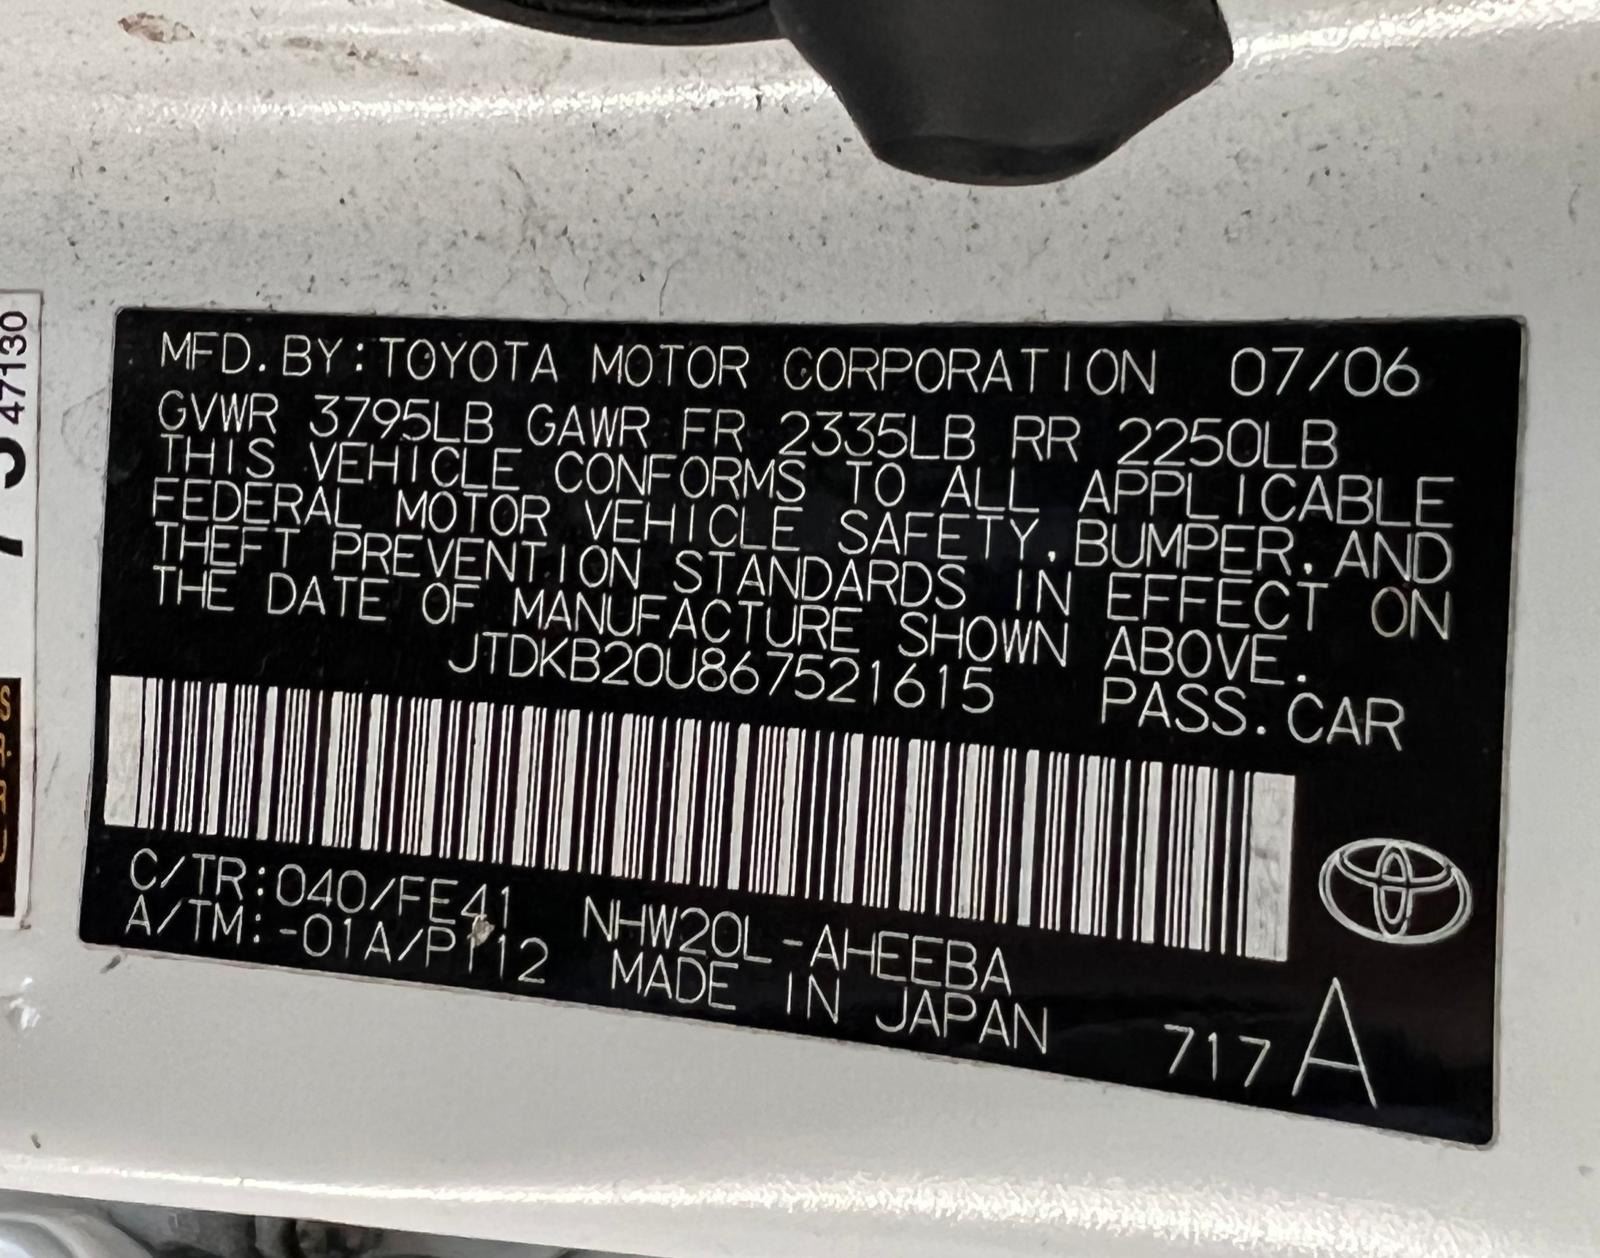 47130
MFD. BY: TOYOTA MOTOR CORPORATION 07/06
GVWR 3795LB GAWR FR 2335LB RR 2250LB
THIS VEHICLE CONFORMS TO ALL APPLICABLE
FEDERAL MOTOR VEHICLE SAFETY, BUMPER, AND
THEFT PREVENTION STANDARDS IN EFFECT ON
THE DATE OF MANUFACTURE SHOWN ABOVE.
JTDKB20U867521615 PASS. CAR
C/TR: 040/FE41 NHW20L-AHEEBA
A/TM: -01A/P112 MADE IN JAPAN
717 A